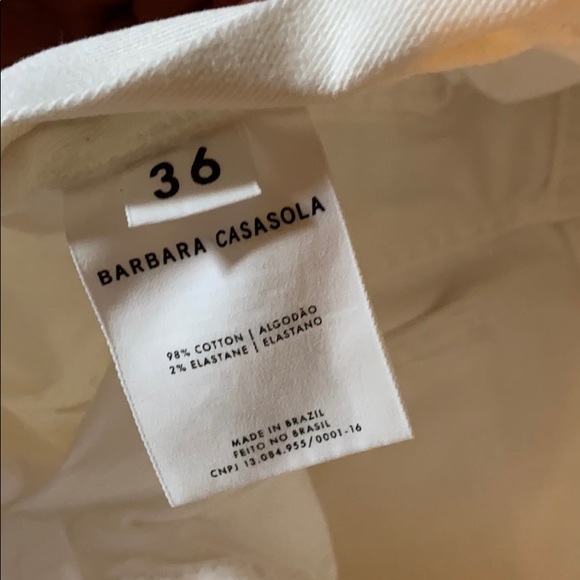 36
BARBARA CASASOLA
98% COTTON | ALGODÃO
2% ELASTANE | ELASTANO
MADE IN BRAZIL
FEITO NO BRASIL
CNPJ 13.084.955/0001-16